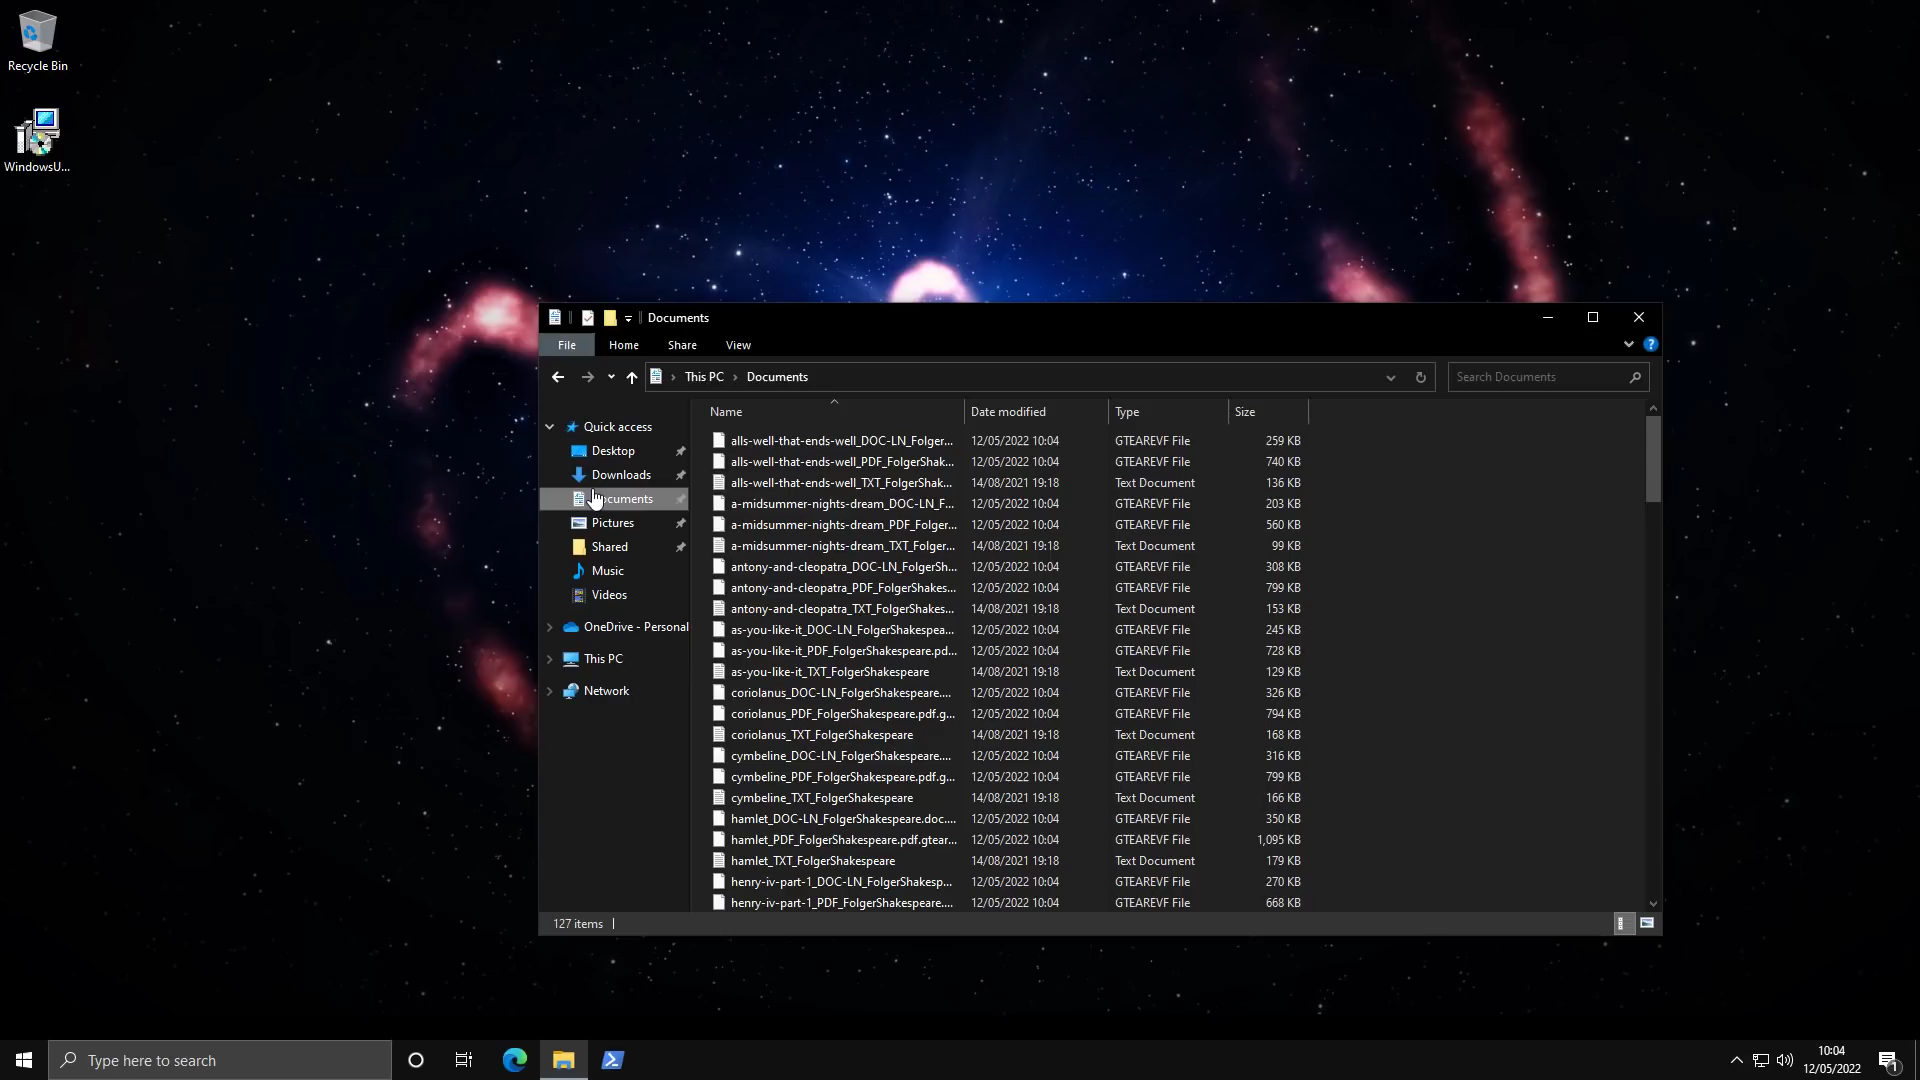 Recycle Bin
WindowsU...
Documents
File Home Share View
This PC Documents
Search Documents
Quick access
Desktop
Downloads
Documents
Pictures
Shared
Music
Videos
OneDrive - Personal
This PC
Network
Name Date modified Type Size
alls-well-that-ends-well_DOC-LN_Folger... 12/05/2022 10:04 GTEAREVF File 259 KB
alls-well-that-ends-well_PDF_FolgerShak... 12/05/2022 10:04 GTEAREVF File 740 KB
alls-well-that-ends-well_TXT_FolgerShak... 14/08/2021 19:18 Text Document 136 KB
a-midsummer-nights-dream_DOC-LN_F... 12/05/2022 10:04 GTEAREVF File 203 KB
a-midsummer-nights-dream_PDF_Folger... 12/05/2022 10:04 GTEAREVF File 560 KB
a-midsummer-nights-dream_TXT_Folger... 14/08/2021 19:18 Text Document 99 KB
antony-and-cleopatra_DOC-LN_FolgerSh... 12/05/2022 10:04 GTEAREVF File 308 KB
antony-and-cleopatra_PDF_FolgerShakes... 12/05/2022 10:04 GTEAREVF File 799 KB
antony-and-cleopatra_TXT_FolgerShakes... 14/08/2021 19:18 Text Document 153 KB
as-you-like-it_DOC-LN_FolgerShakespea... 12/05/2022 10:04 GTEAREVF File 245 KB
as-you-like-it_PDF_FolgerShakespeare.pd... 12/05/2022 10:04 GTEAREVF File 728 KB
as-you-like-it_TXT_FolgerShakespeare 14/08/2021 19:18 Text Document 129 KB
coriolanus_DOC-LN_FolgerShakespeare.... 12/05/2022 10:04 GTEAREVF File 326 KB
coriolanus_PDF_FolgerShakespeare.pdf.g... 12/05/2022 10:04 GTEAREVF File 794 KB
coriolanus_TXT_FolgerShakespeare 14/08/2021 19:18 Text Document 168 KB
cymbeline_DOC-LN_FolgerShakespeare.... 12/05/2022 10:04 GTEAREVF File 316 KB
cymbeline_PDF_FolgerShakespeare.pdf.g... 12/05/2022 10:04 GTEAREVF File 799 KB
cymbeline_TXT_FolgerShakespeare 14/08/2021 19:18 Text Document 166 KB
hamlet_DOC-LN_FolgerShakespeare.doc.... 12/05/2022 10:04 GTEAREVF File 350 KB
hamlet_PDF_FolgerShakespeare.pdf.gtear... 12/05/2022 10:04 GTEAREVF File 1,095 KB
hamlet_TXT_FolgerShakespeare 14/08/2021 19:18 Text Document 179 KB
henry-iv-part-1_DOC-LN_FolgerShakesp... 12/05/2022 10:04 GTEAREVF File 270 KB
henry-iv-part-1_PDF_FolgerShakespeare.... 12/05/2022 10:04 GTEAREVF File 668 KB
127 items
Type here to search
10:04
12/05/2022
1